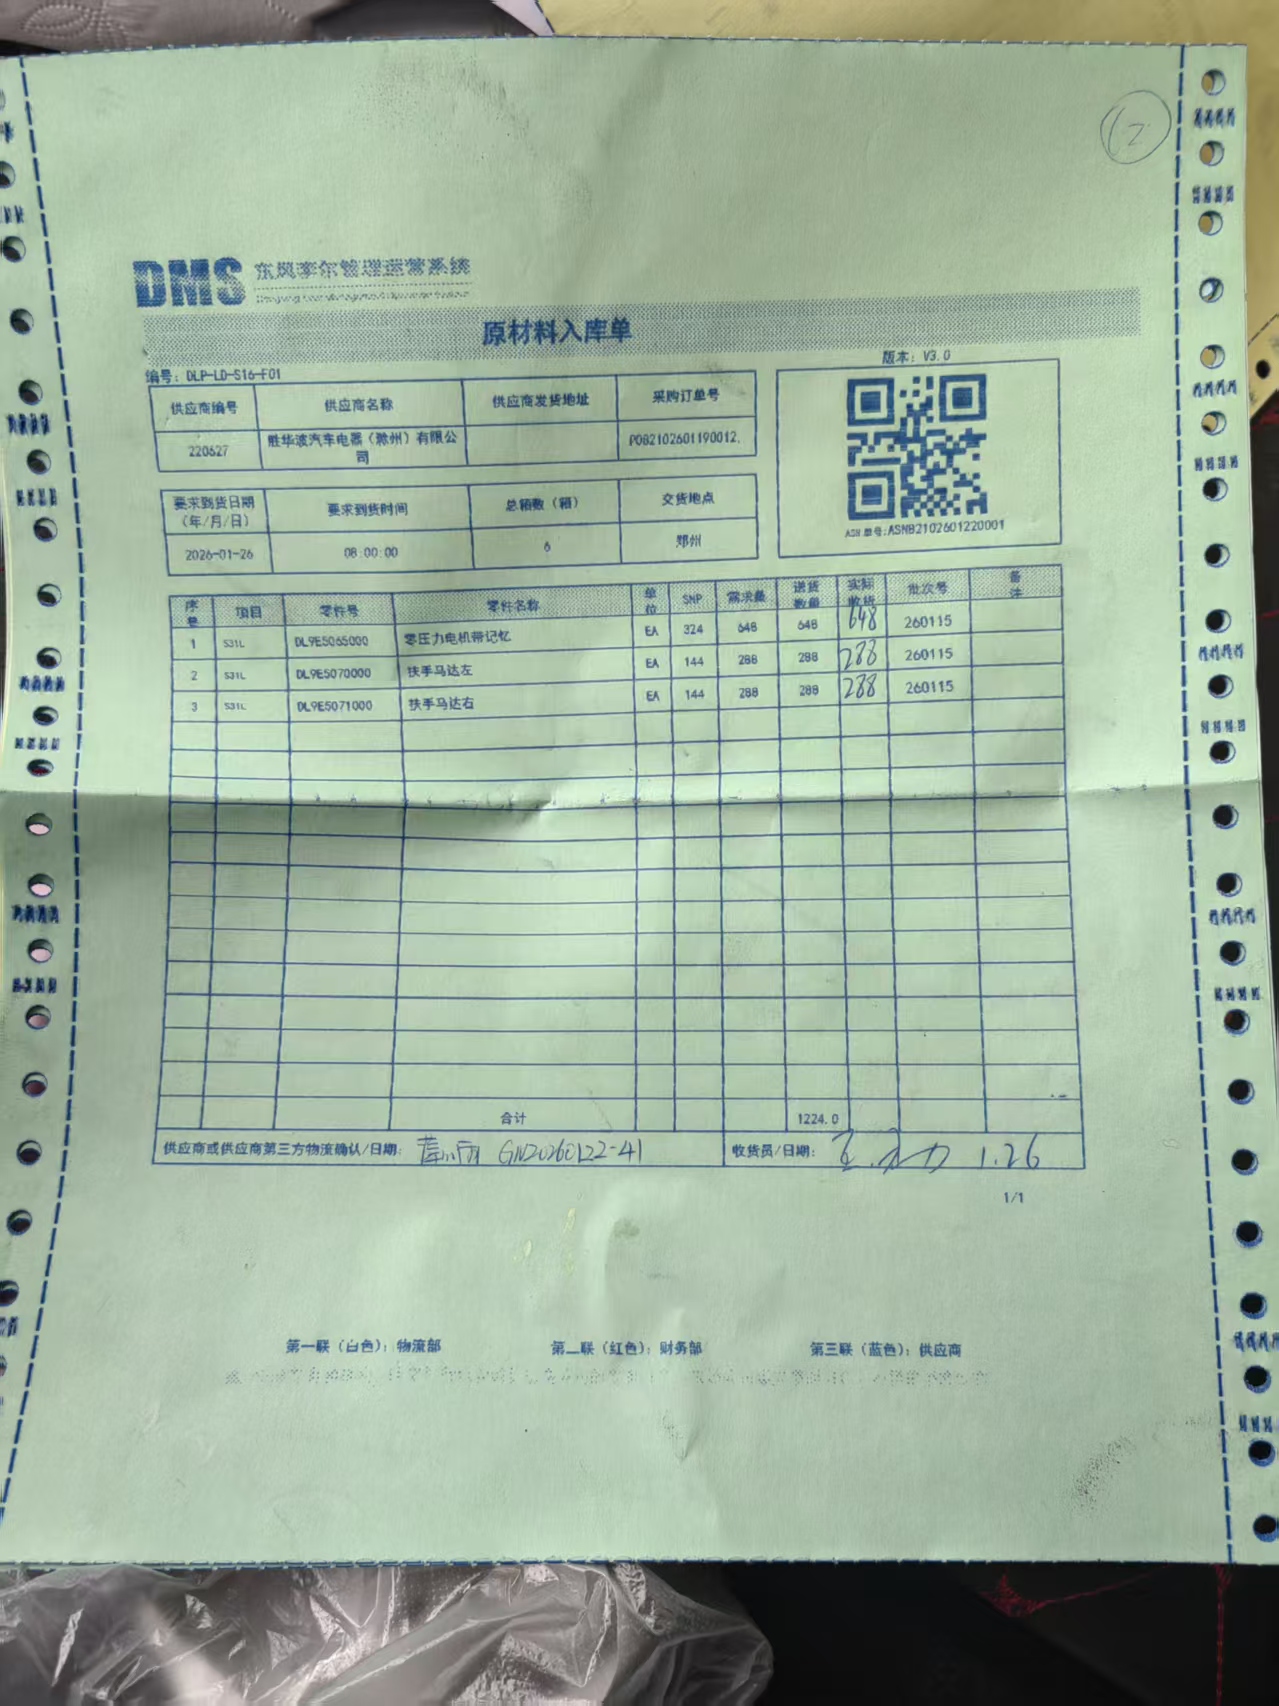 DMS 东风李尔管理运营系统
原材料入库单
编号：DLP-LD-S16-F01
版本：V3.0
供应商编号 供应商名称 供应商发货地址 采购订单号
220627 胜华波汽车电器（滁州）有限公司 POB2102601190012,
要求到货日期（年/月/日） 要求到货时间 总箱数（箱） 交货地点
2026-01-26 08:00:00 6 郑州
ASN单号:ASNB2102601220001
序号 项目 零件号 零件名称 单位 SNP 需求量 送货数量 实际收货 批次号 备注
1 S31L DL9E5065000 零压力电机带记忆 EA 324 648 648 648 260115
2 S31L DL9E5070000 扶手马达左 EA 144 288 288 288 260115
3 S31L DL9E5071000 扶手马达右 EA 144 288 288 288 260115
合计 1224.0
供应商或供应商第三方物流确认/日期： GN20260122-41 收货员/日期： 1.26
1/1
第一联（白色）：物流部 第二联（红色）：财务部 第三联（蓝色）：供应商